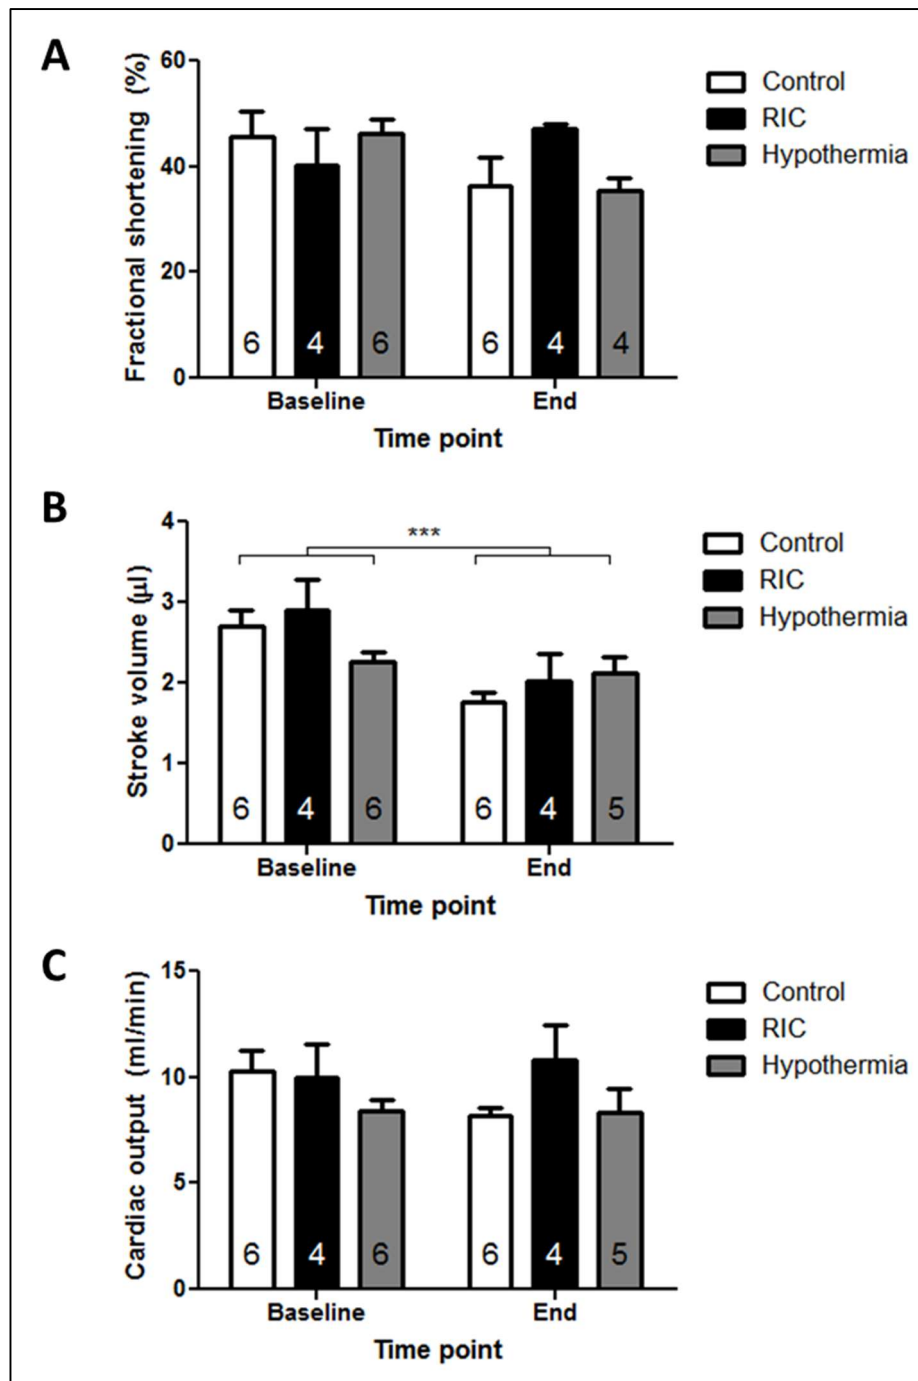 A
Fractional shortening (%)
60
40
20
0
6
4
6
6
4
4
Baseline
End
Time point
Control
RIC
Hypothermia
B
Stroke volume (µl)
4
3
2
1
0
***
6
4
6
6
4
5
Baseline
End
Time point
Control
RIC
Hypothermia
C
Cardiac output (ml/min)
15
10
5
0
6
4
6
6
4
5
Baseline
End
Time point
Control
RIC
Hypothermia